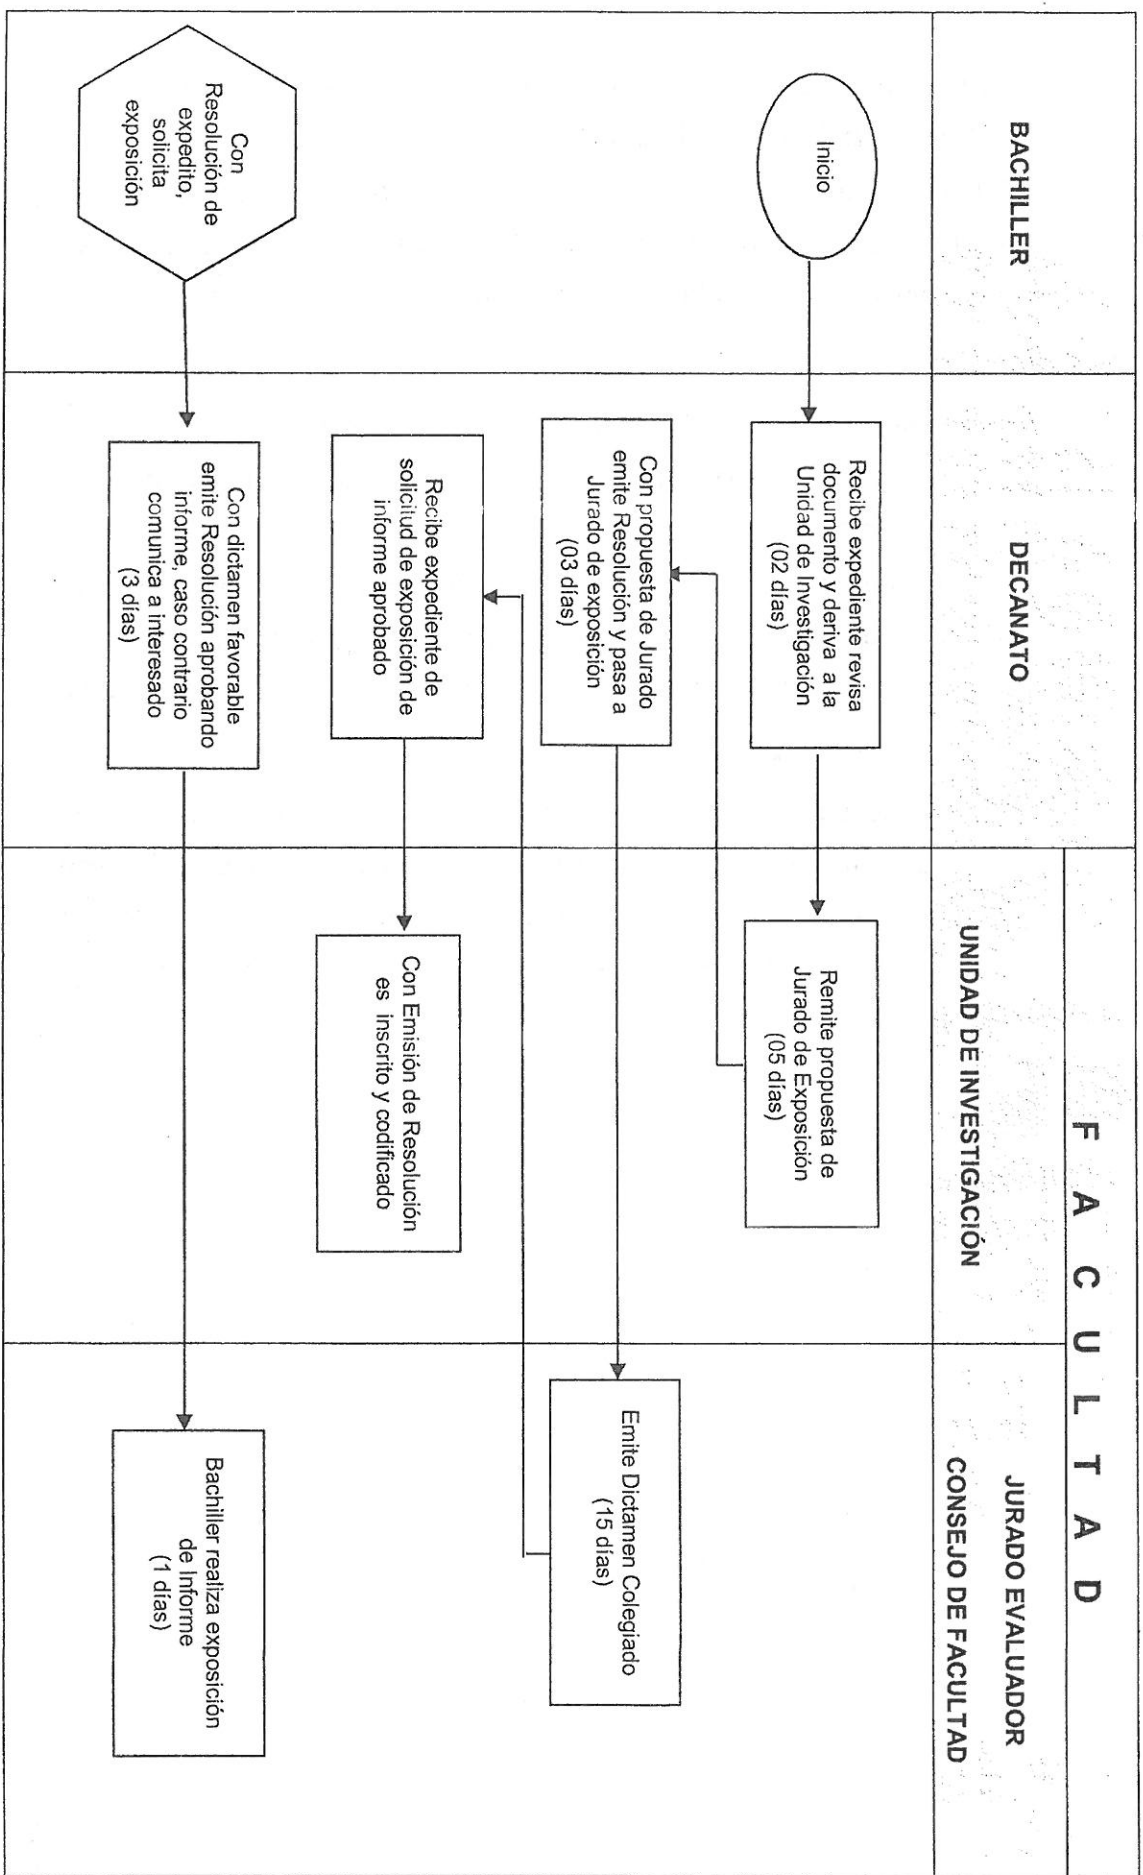 F A C U L T A D
BACHILLER
DECANATO
UNIDAD DE INVESTIGACIÓN
JURADO EVALUADOR
CONSEJO DE FACULTAD
Inicio
Recibe expediente revisa
documento y deriva a la
Unidad de Investigación
(02 días)
Remite propuesta de
Jurado de Exposición
(05 días)
Con propuesta de Jurado
emite Resolución y pasa a
Jurado de exposición
(03 días)
Emite Dictamen Colegiado
(15 días)
Recibe expediente de
solicitud de exposición de
informe aprobado
Con Emisión de Resolución
es inscrito y codificado
Con
Resolución de
expedito,
solicita
exposición
Con dictamen favorable
emite Resolución aprobando
informe, caso contrario
comunica a interesado
(3 días)
Bachiller realiza exposición
de Informe
(1 días)